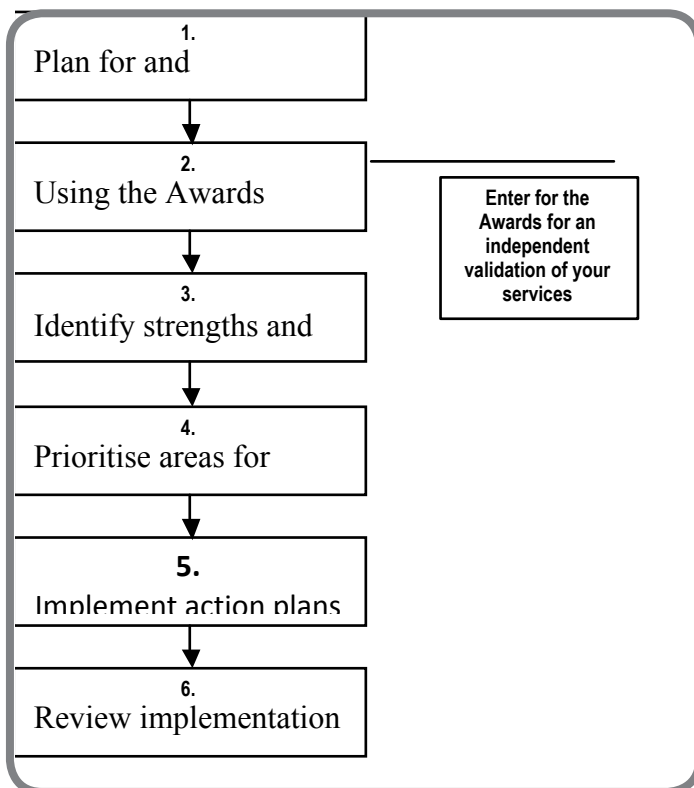 1.
Plan for and
2.
Using the Awards
Enter for the
Awards for an
independent
validation of your
services
3.
Identify strengths and
4.
Prioritise areas for
5.
Implement action plans
6.
Review implementation